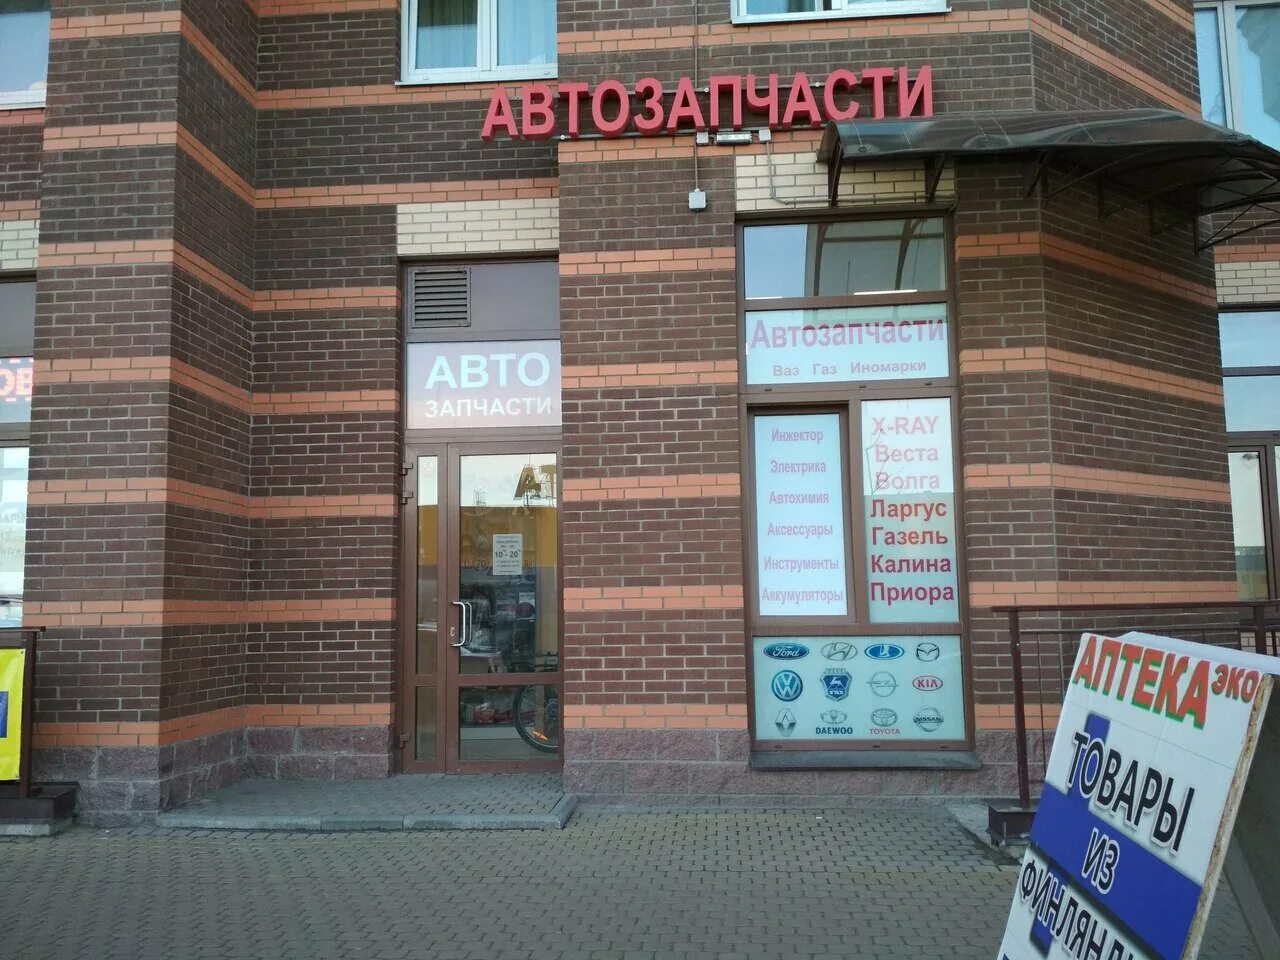 АВТОЗАПЧАСТИ
АВТО
ЗАПЧАСТИ
10 - 20
Автозапчасти
Ваз Газ Иномарки
Инжектор
Электрика
Автохимия
Аксессуары
Инструменты
Аккумуляторы
X-RAY
Веста
Волга
Ларгус
Газель
Калина
Приора
Ford
KIA
DAEWOO
TOYOTA
NISSAN
АПТЕКА ЭКО
ТОВАРЫ
ИЗ
ФИНЛЯНД